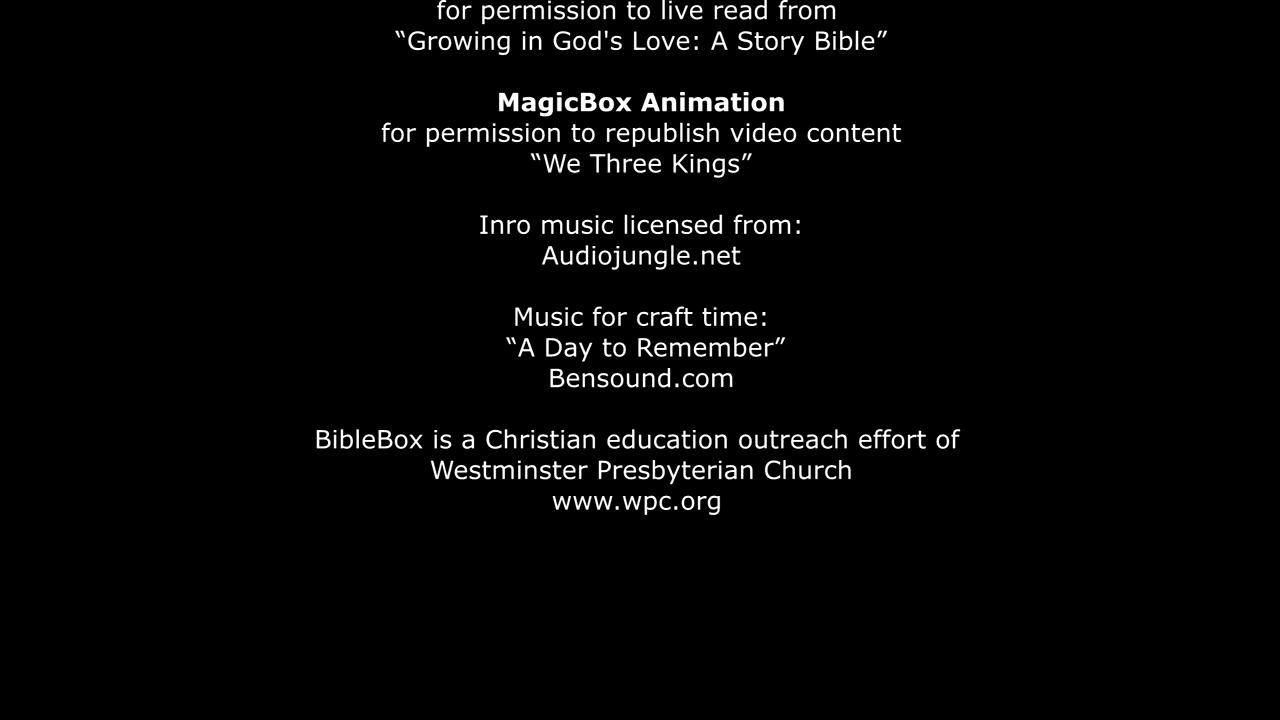 for permission to live read from
“Growing in God's Love: A Story Bible”
MagicBox Animation
for permission to republish video content
“We Three Kings”
Inro music licensed from:
Audiojungle.net
Music for craft time:
“A Day to Remember”
Bensound.com
BibleBox is a Christian education outreach effort of
Westminster Presbyterian Church
www.wpc.org